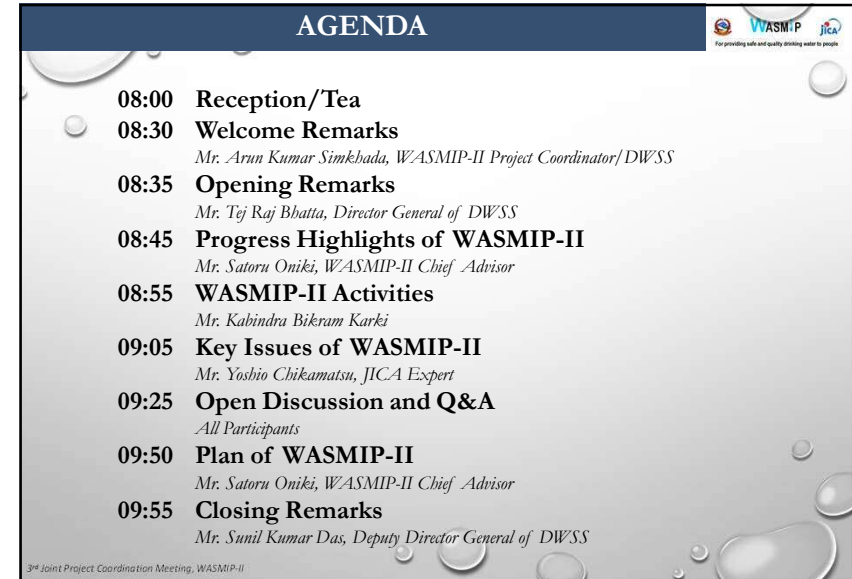 AGENDA
WASMIP
jica
For providing safe and quality drinking water to people
08:00 Reception/Tea
08:30 Welcome Remarks
Mr. Arun Kumar Simkhada, WASMIP-II Project Coordinator/DWSS
08:35 Opening Remarks
Mr. Tej Raj Bhatta, Director General of DWSS
08:45 Progress Highlights of WASMIP-II
Mr. Satoru Oniki, WASMIP-II Chief Advisor
08:55 WASMIP-II Activities
Mr. Kabindra Bikram Karki
09:05 Key Issues of WASMIP-II
Mr. Yoshio Chikamatsu, JICA Expert
09:25 Open Discussion and Q&A
All Participants
09:50 Plan of WASMIP-II
Mr. Satoru Oniki, WASMIP-II Chief Advisor
09:55 Closing Remarks
Mr. Sunil Kumar Das, Deputy Director General of DWSS
3rd Joint Project Coordination Meeting, WASMIP-II